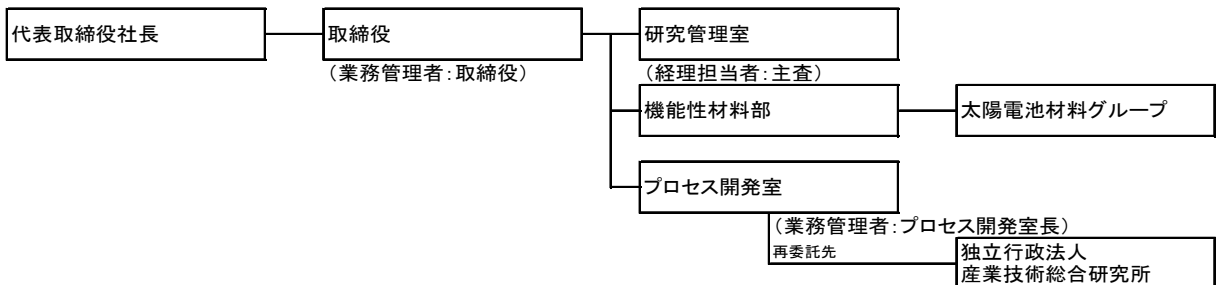 代表取締役社長
取締役
研究管理室
（業務管理者：取締役）
（経理担当者：主査）
機能性材料部
太陽電池材料グループ
プロセス開発室
（業務管理者：プロセス開発室長）
再委託先
独立行政法人
産業技術総合研究所